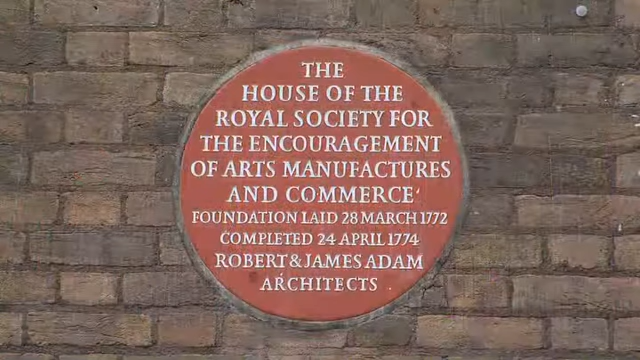 THE
HOUSE OF THE
ROYAL SOCIETY FOR
THE ENCOURAGEMENT
OF ARTS MANUFACTURES
AND COMMERCE
FOUNDATION LAID 28 MARCH 1772
COMPLETED 24 APRIL 1774
ROBERT & JAMES ADAM
ARCHITECTS